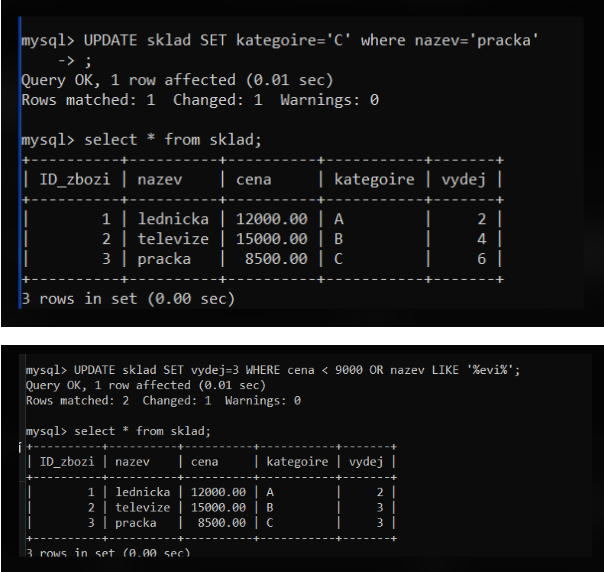 mysql> UPDATE sklad SET kategoire='C' where nazev='pracka'
    -> ;
Query OK, 1 row affected (0.01 sec)
Rows matched: 1  Changed: 1  Warnings: 0
mysql> select * from sklad;
+----------+----------+----------+-----------+-------+
| ID_zbozi | nazev    | cena     | kategoire | vydej |
+----------+----------+----------+-----------+-------+
|        1 | lednicka | 12000.00 | A         |     2 |
|        2 | televize | 15000.00 | B         |     4 |
|        3 | pracka   |  8500.00 | C         |     6 |
+----------+----------+----------+-----------+-------+
3 rows in set (0.00 sec)
mysql> UPDATE sklad SET vydej=3 WHERE cena < 9000 OR nazev LIKE '%evi%';
Query OK, 1 row affected (0.01 sec)
Rows matched: 2  Changed: 1  Warnings: 0
mysql> select * from sklad;
+----------+----------+----------+-----------+-------+
| ID_zbozi | nazev    | cena     | kategoire | vydej |
+----------+----------+----------+-----------+-------+
|        1 | lednicka | 12000.00 | A         |     2 |
|        2 | televize | 15000.00 | B         |     3 |
|        3 | pracka   |  8500.00 | C         |     3 |
+----------+----------+----------+-----------+-------+
3 rows in set (0.00 sec)